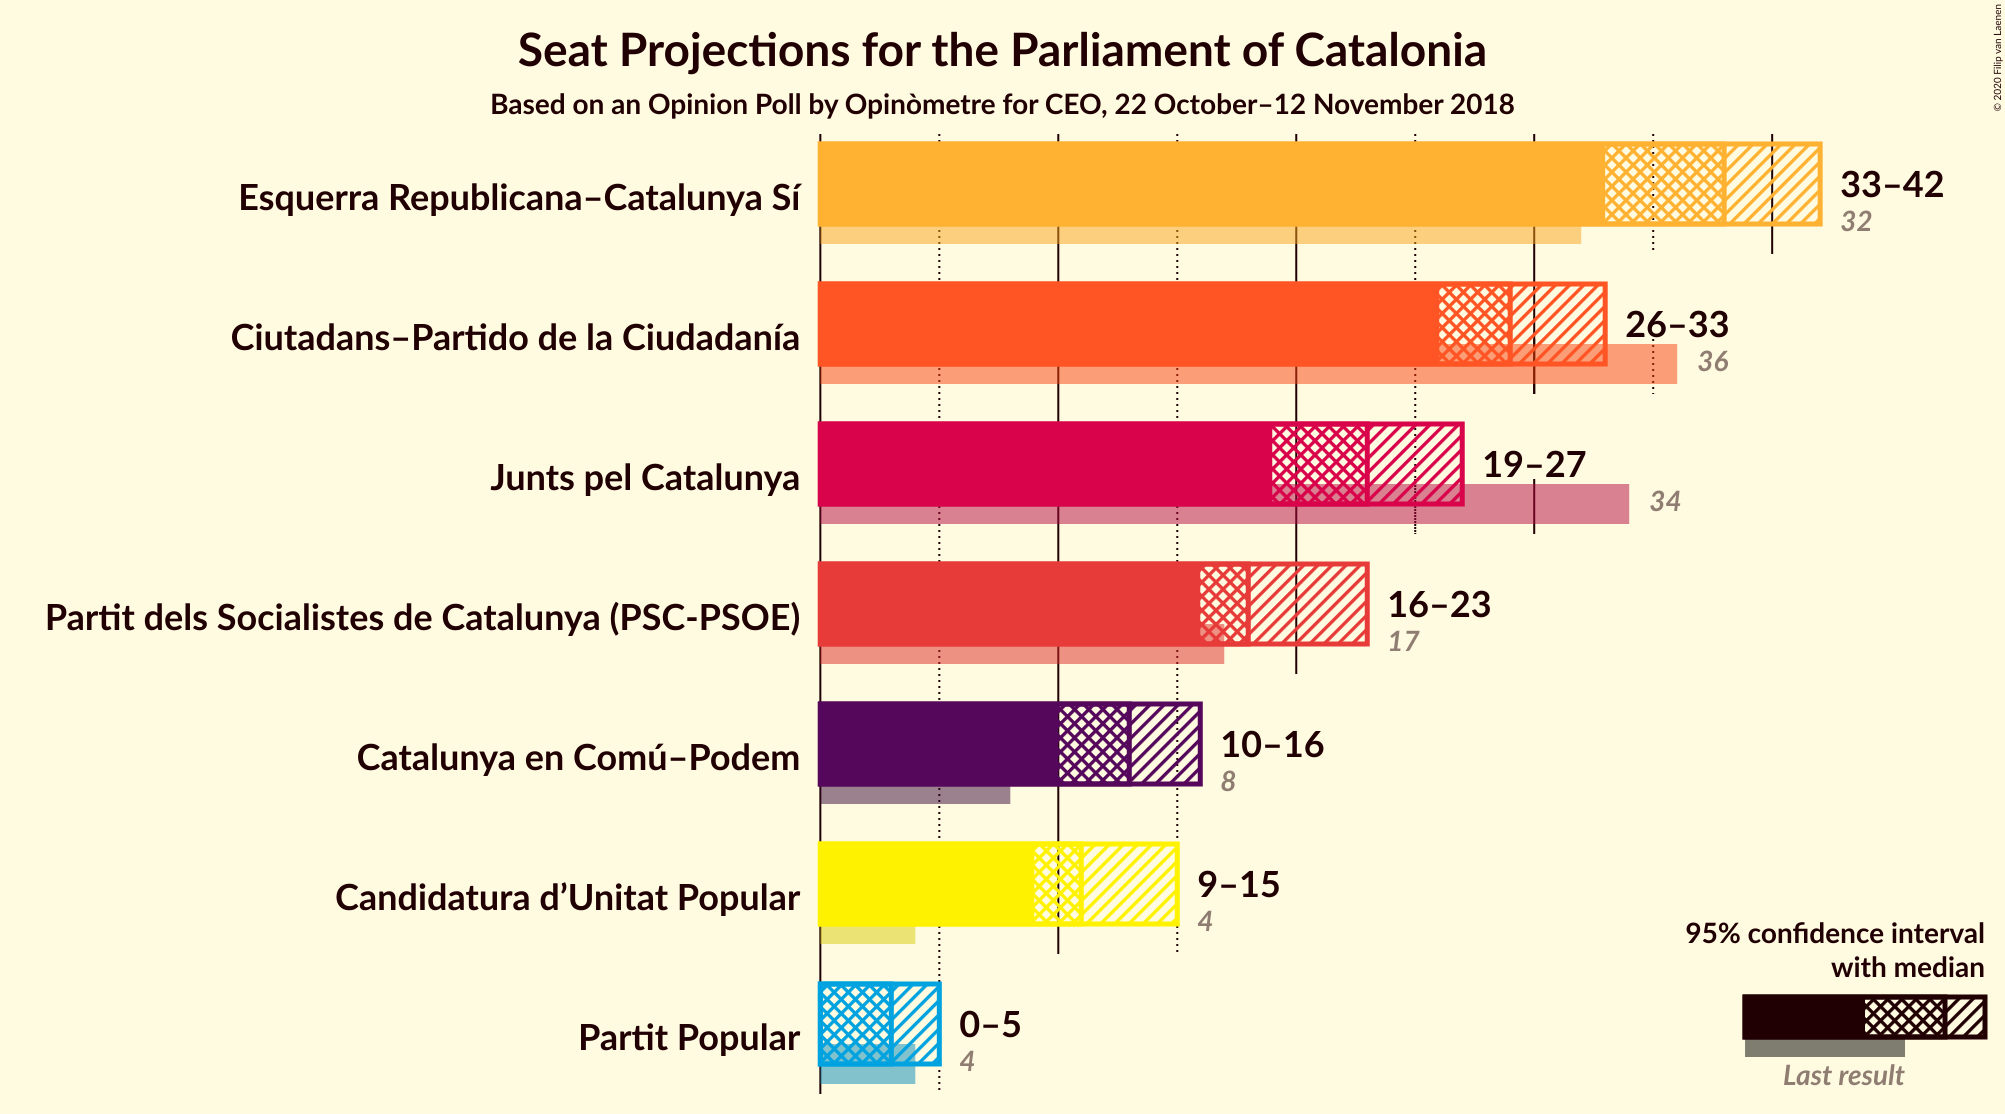 Seat Projections for the Parliament of Catalonia
Based on an Opinion Poll by Opinòmetre for CEO, 22 October–12 November 2018
© 2020 Filip van Laenen
Esquerra Republicana–Catalunya Sí
33–42
32
Ciutadans–Partido de la Ciudadanía
26–33
36
Junts pel Catalunya
19–27
34
Partit dels Socialistes de Catalunya (PSC-PSOE)
16–23
17
Catalunya en Comú–Podem
10–16
8
Candidatura d’Unitat Popular
9–15
4
Partit Popular
0–5
4
95% confidence interval
with median
Last result